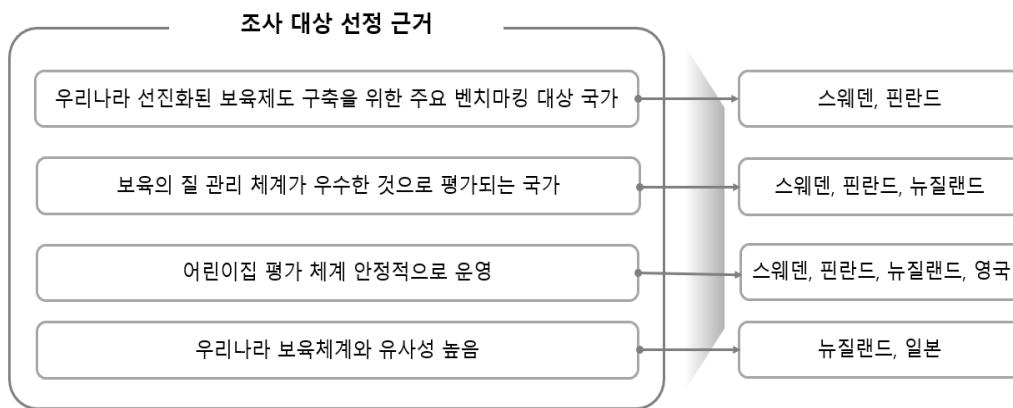 조사 대상 선정 근거
우리나라 선진화된 보육제도 구축을 위한 주요 벤치마킹 대상 국가
스웨덴, 핀란드
보육의 질 관리 체계가 우수한 것으로 평가되는 국가
스웨덴, 핀란드, 뉴질랜드
어린이집 평가 체계 안정적으로 운영
스웨덴, 핀란드, 뉴질랜드, 영국
우리나라 보육체계와 유사성 높음
뉴질랜드, 일본